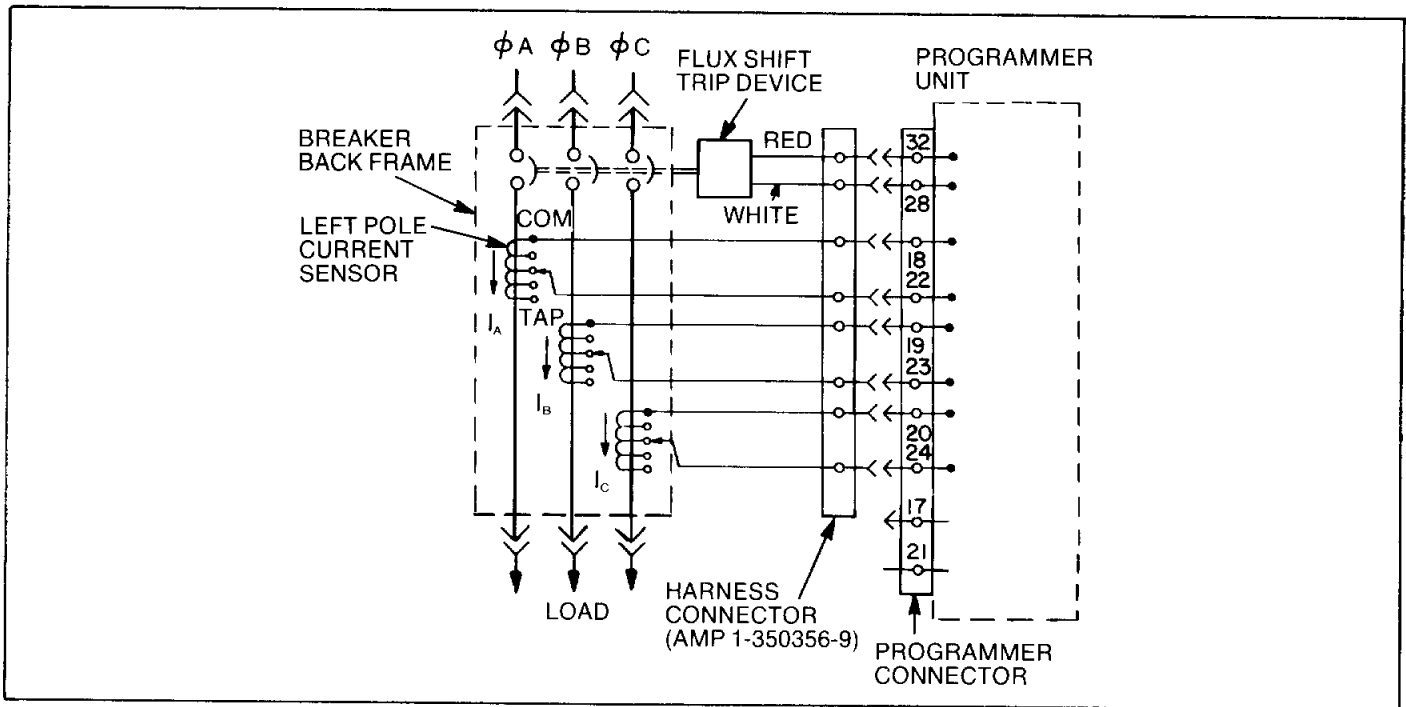 ϕA ϕB ϕC
FLUX SHIFT
TRIP DEVICE
PROGRAMMER
UNIT
BREAKER
BACK FRAME
RED
32
WHITE
28
LEFT POLE
CURRENT
SENSOR
COM
18
22
IA
TAP
19
23
IB
20
24
IC
17
21
LOAD
HARNESS
CONNECTOR
(AMP 1-350356-9)
PROGRAMMER
CONNECTOR